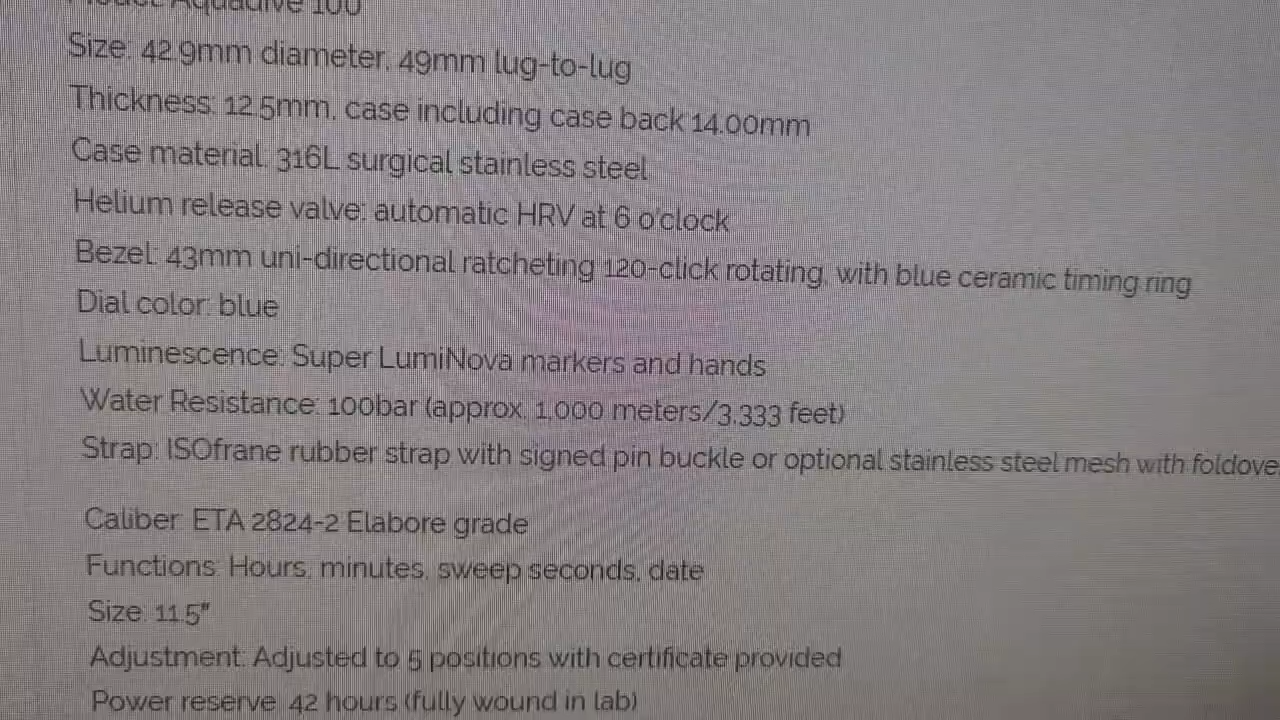 Aquadive 100
Size: 42.9mm diameter, 49mm lug-to-lug
Thickness: 12.5mm, case including case back 14.00mm
Case material: 316L surgical stainless steel
Helium release valve: automatic HRV at 6 o'clock
Bezel: 43mm uni-directional ratcheting 120-click rotating, with blue ceramic timing ring
Dial color: blue
Luminescence: Super LumiNova markers and hands
Water Resistance: 100bar (approx. 1,000 meters/3,333 feet)
Strap: ISOfrane rubber strap with signed pin buckle or optional stainless steel mesh with foldove
Caliber: ETA 2824-2 Elabore grade
Functions: Hours, minutes, sweep seconds, date
Size: 11.5"
Adjustment: Adjusted to 5 positions with certificate provided
Power reserve: 42 hours (fully wound in lab)